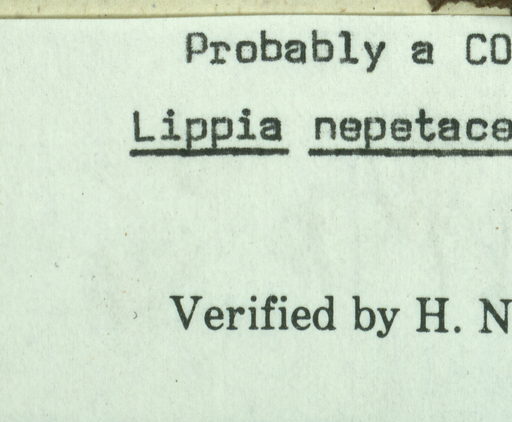 Probably a CO
Lippia nepetace
Verified by H. N